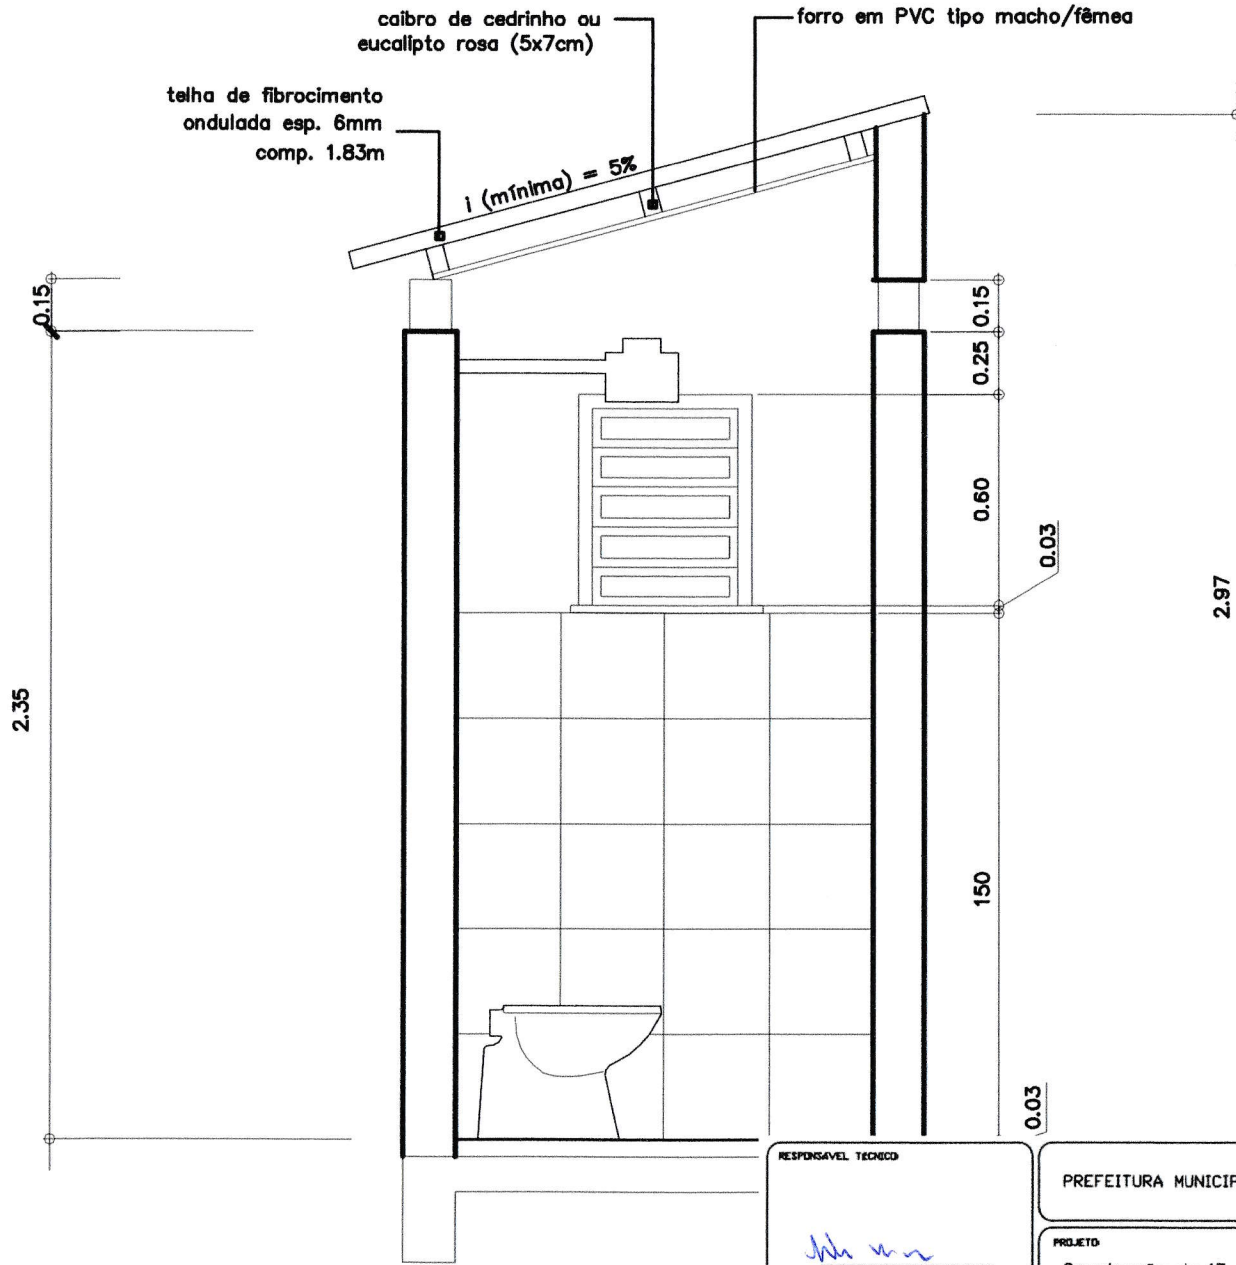 caibro de cedrinho ou
eucalipto rosa (5x7cm)
forro em PVC tipo macho/fêmea
telha de fibrocimento
ondulada esp. 6mm
comp. 1.83m
i (mínima) = 5%
0.15
0.15
0.25
0.60
0.03
2.97
2.35
150
0.03
RESPONSÁVEL TÉCNICO:
PREFEITURA MUNICIP
PROJETO: